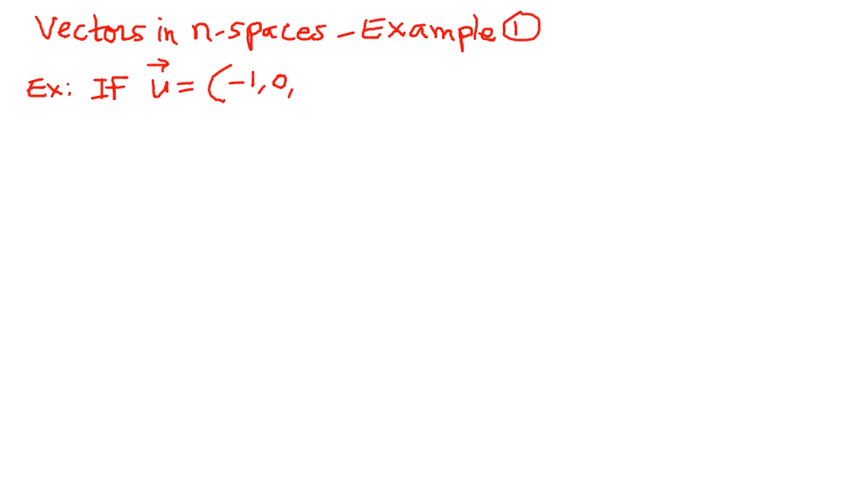 Vectors in n-spaces - Example ①
Ex: If u⃗ = (-1, 0,